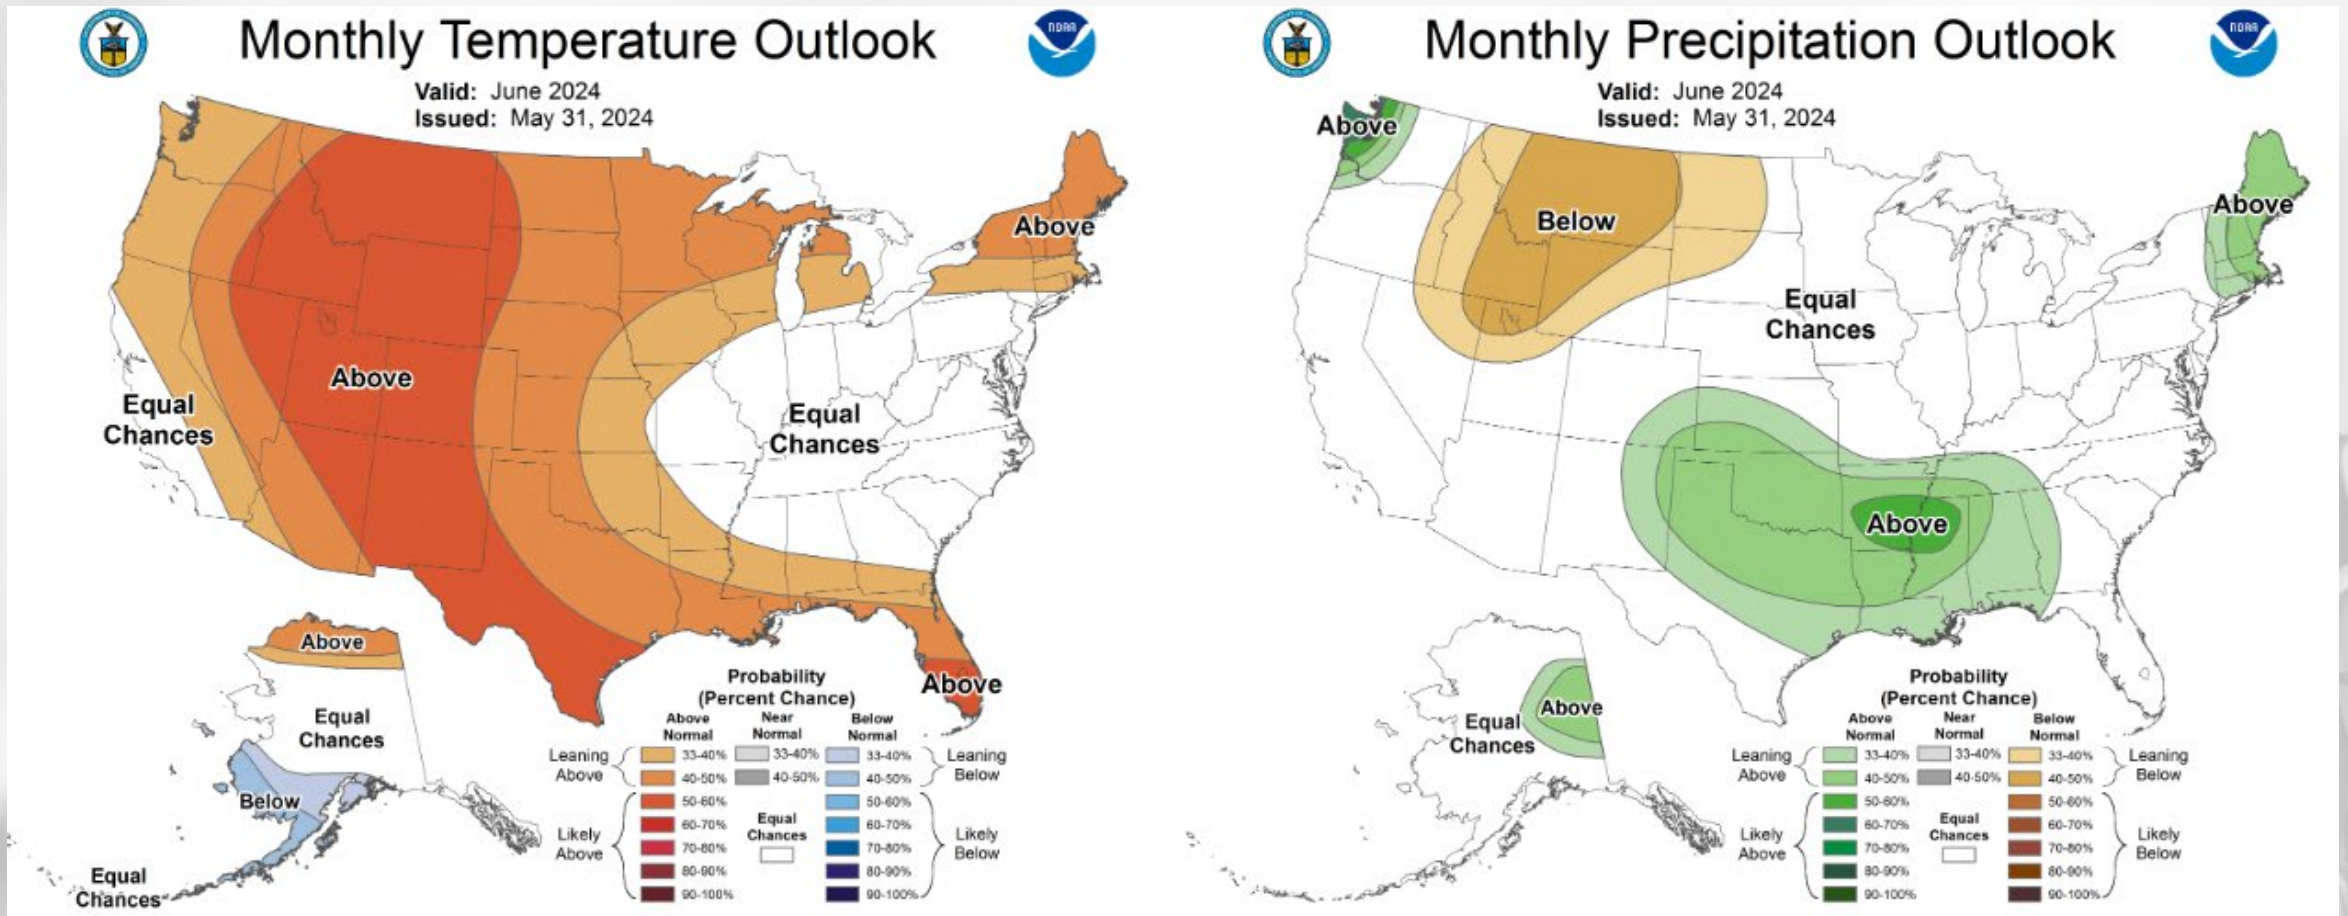 Monthly Temperature Outlook
NOAA
Valid: June 2024
Issued: May 31, 2024
Above
Above
Equal
Chances
Equal
Chances
Above
Above
Equal
Chances
Below
Equal
Chances
Probability
(Percent Chance)
Above
Normal
Near
Normal
Below
Normal
Leaning
Above
33-40%
33-40%
33-40%
Leaning
Below
40-50%
40-50%
40-50%
Likely
Above
50-60%
60-70%
70-80%
80-90%
90-100%
Equal
Chances
50-60%
60-70%
70-80%
80-90%
90-100%
Likely
Below
Monthly Precipitation Outlook
NOAA
Valid: June 2024
Issued: May 31, 2024
Above
Below
Above
Equal
Chances
Above
Above
Equal
Chances
Probability
(Percent Chance)
Above
Normal
Near
Normal
Below
Normal
Leaning
Above
33-40%
33-40%
33-40%
Leaning
Below
40-50%
40-50%
40-50%
Likely
Above
50-60%
60-70%
70-80%
80-90%
90-100%
Equal
Chances
50-60%
60-70%
70-80%
80-90%
90-100%
Likely
Below